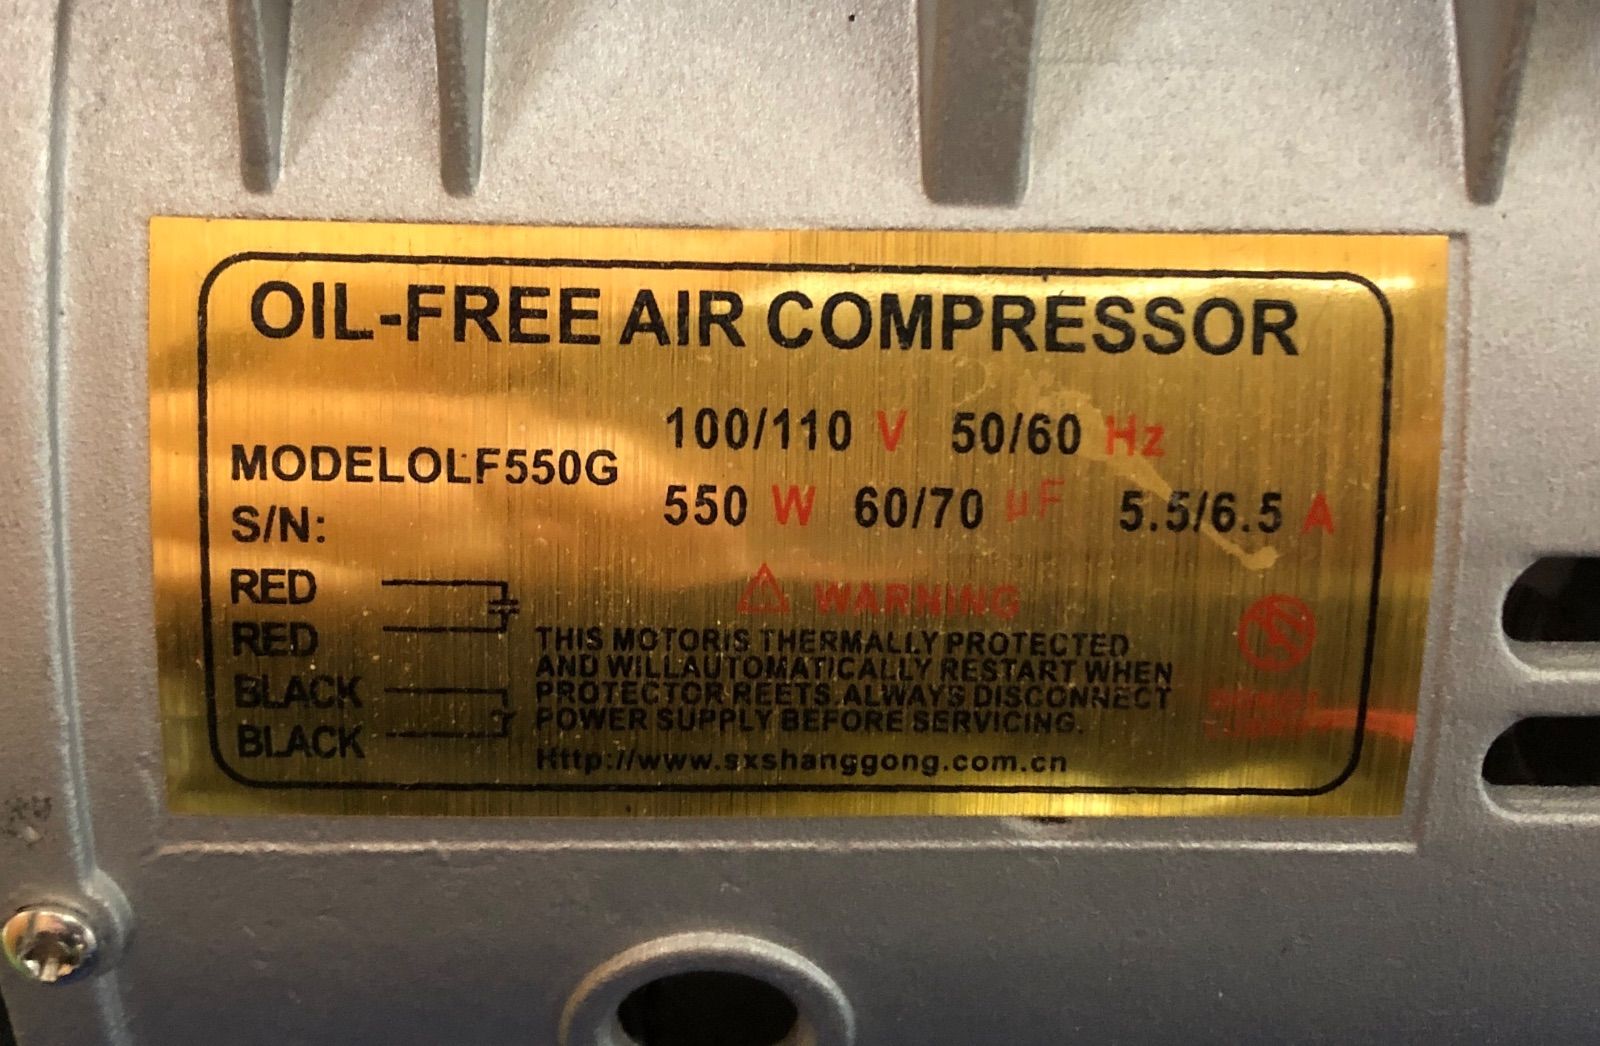 OIL-FREE AIR COMPRESSOR
100/110 V 50/60 Hz
MODELOLF550G
550 W 60/70 µF 5.5/6.5 A
S/N:
RED
RED
BLACK
BLACK
WARNING
THIS MOTORIS THERMALLY PROTECTED
AND WILLAUTOMATICALLY RESTART WHEN
PROTECTOR REETS.ALWAYS DISCONNECT
POWER SUPPLY BEFORE SERVICING.
Http://www.sxshanggong.com.cn